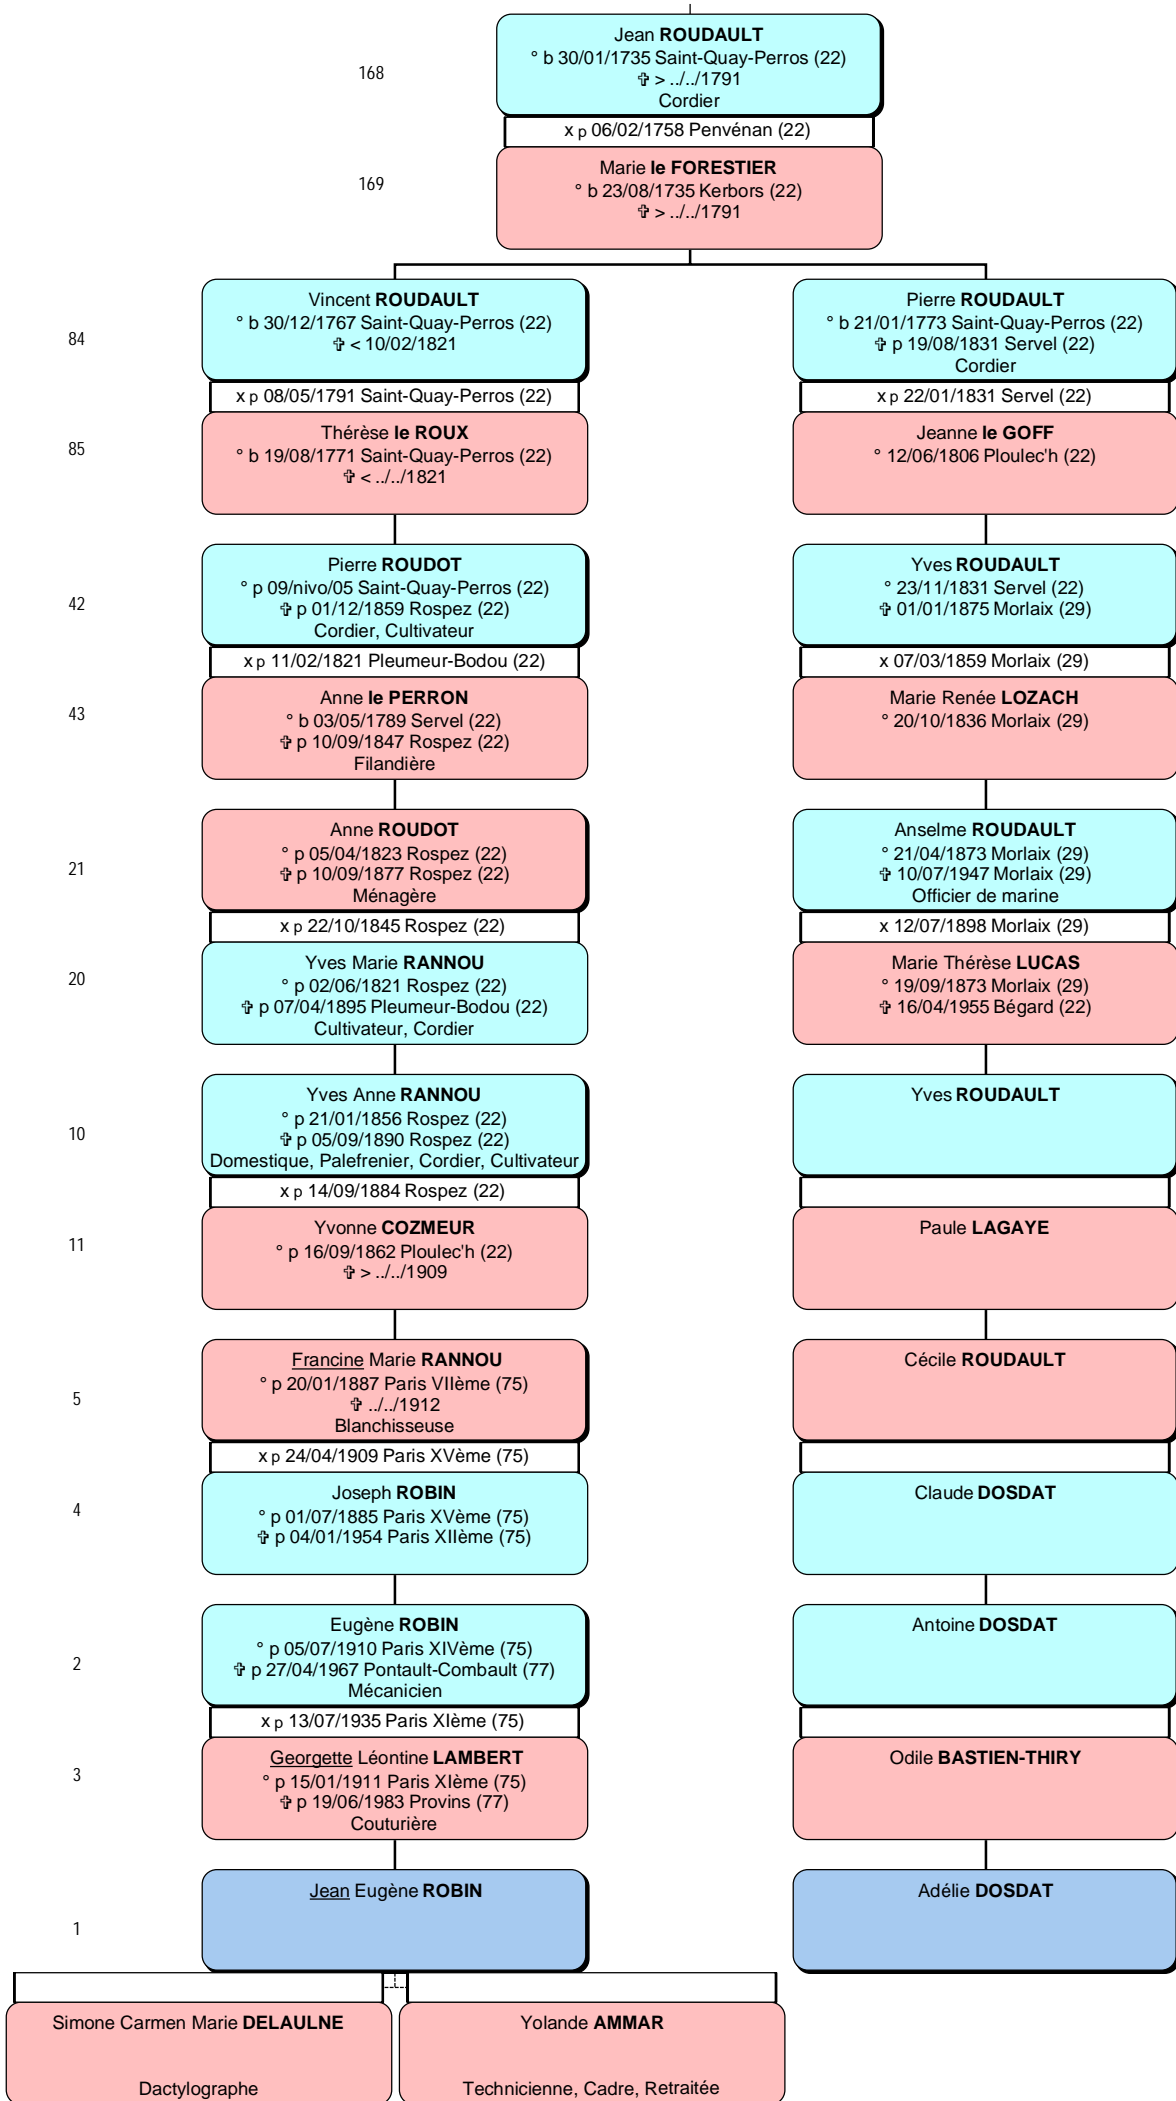 Jean ROUDAULT
° b 30/01/1735 Saint-Quay-Perros (22)
✞ > ../../1791
Cordier
168
x p 06/02/1758 Penvénan (22)
Marie le FORESTIER
° b 23/08/1735 Kerbors (22)
✞ > ../../1791
169
Vincent ROUDAULT
° b 30/12/1767 Saint-Quay-Perros (22)
✞ < 10/02/1821
84
x p 08/05/1791 Saint-Quay-Perros (22)
Thérèse le ROUX
° b 19/08/1771 Saint-Quay-Perros (22)
✞ < ../../1821
85
Pierre ROUDAULT
° b 21/01/1773 Saint-Quay-Perros (22)
✞ p 19/08/1831 Servel (22)
Cordier
x p 22/01/1831 Servel (22)
Jeanne le GOFF
° 12/06/1806 Ploulec'h (22)
Pierre ROUDOT
° p 09/nivo/05 Saint-Quay-Perros (22)
✞ p 01/12/1859 Rospez (22)
Cordier, Cultivateur
42
x p 11/02/1821 Pleumeur-Bodou (22)
Anne le PERRON
° b 03/05/1789 Servel (22)
✞ p 10/09/1847 Rospez (22)
Filandière
43
Yves ROUDAULT
° 23/11/1831 Servel (22)
✞ 01/01/1875 Morlaix (29)
x 07/03/1859 Morlaix (29)
Marie Renée LOZACH
° 20/10/1836 Morlaix (29)
Anne ROUDOT
° p 05/04/1823 Rospez (22)
✞ p 10/09/1877 Rospez (22)
Ménagère
21
x p 22/10/1845 Rospez (22)
Yves Marie RANNOU
° p 02/06/1821 Rospez (22)
✞ p 07/04/1895 Pleumeur-Bodou (22)
Cultivateur, Cordier
20
Anselme ROUDAULT
° 21/04/1873 Morlaix (29)
✞ 10/07/1947 Morlaix (29)
Officier de marine
x 12/07/1898 Morlaix (29)
Marie Thérèse LUCAS
° 19/09/1873 Morlaix (29)
✞ 16/04/1955 Bégard (22)
Yves Anne RANNOU
° p 21/01/1856 Rospez (22)
✞ p 05/09/1890 Rospez (22)
Domestique, Palefrenier, Cordier, Cultivateur
10
x p 14/09/1884 Rospez (22)
Yvonne COZMEUR
° p 16/09/1862 Ploulec'h (22)
✞ > ../../1909
11
Yves ROUDAULT
Paule LAGAYE
Francine Marie RANNOU
° p 20/01/1887 Paris VIIème (75)
✞ ../../1912
Blanchisseuse
5
x p 24/04/1909 Paris XVème (75)
Joseph ROBIN
° p 01/07/1885 Paris XVème (75)
✞ p 04/01/1954 Paris XIIème (75)
4
Cécile ROUDAULT
Claude DOSDAT
Eugène ROBIN
° p 05/07/1910 Paris XIVème (75)
✞ p 27/04/1967 Pontault-Combault (77)
Mécanicien
2
x p 13/07/1935 Paris XIème (75)
Georgette Léontine LAMBERT
° p 15/01/1911 Paris XIème (75)
✞ p 19/06/1983 Provins (77)
Couturière
3
Antoine DOSDAT
Odile BASTIEN-THIRY
Jean Eugène ROBIN
1
Adélie DOSDAT
Simone Carmen Marie DELAULNE
Dactylographe
Yolande AMMAR
Technicienne, Cadre, Retraitée